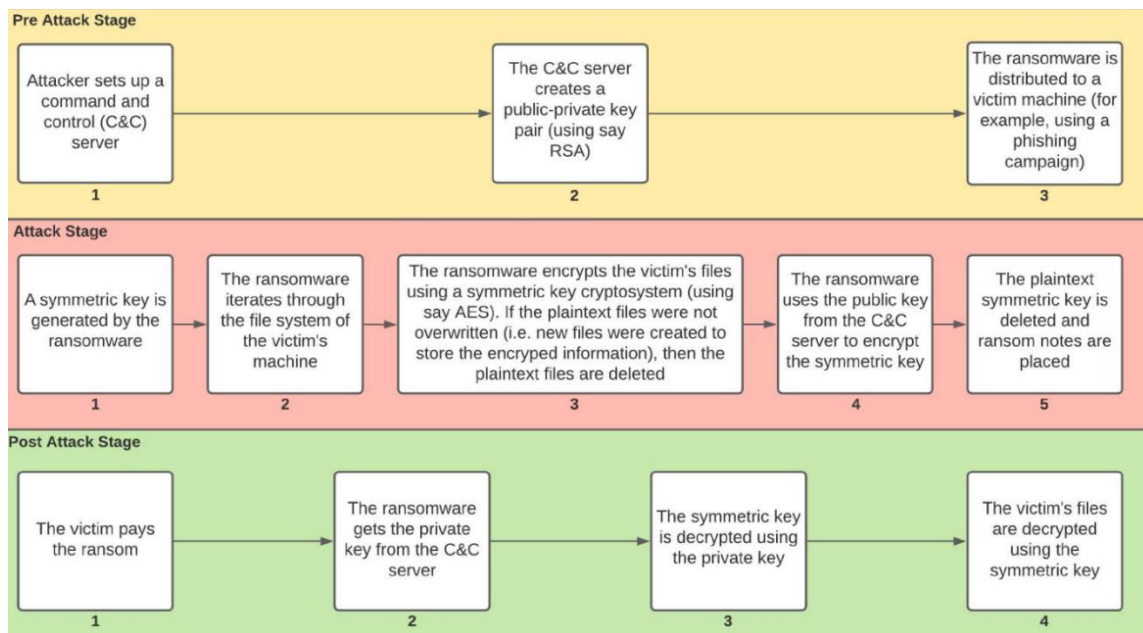 Pre Attack Stage
Attacker sets up a
command and
control (C&C)
server
1
The C&C server
creates a
public-private key
pair (using say
RSA)
2
The ransomware is
distributed to a
victim machine (for
example, using a
phishing
campaign)
3
Attack Stage
A symmetric key is
generated by the
ransomware
1
The ransomware
iterates through
the file system of
the victim's
machine
2
The ransomware encrypts the victim's files
using a symmetric key cryptosystem (using
say AES). If the plaintext files were not
overwritten (i.e. new files were created to
store the encryped information), then the
plaintext files are deleted
3
The ransomware
uses the public key
from the C&C
server to encrypt
the symmetric key
4
The plaintext
symmetric key is
deleted and
ransom notes are
placed
5
Post Attack Stage
The victim pays
the ransom
1
The ransomware
gets the private
key from the C&C
server
2
The symmetric key
is decrypted using
the private key
3
The victim's files
are decrypted
using the
symmetric key
4